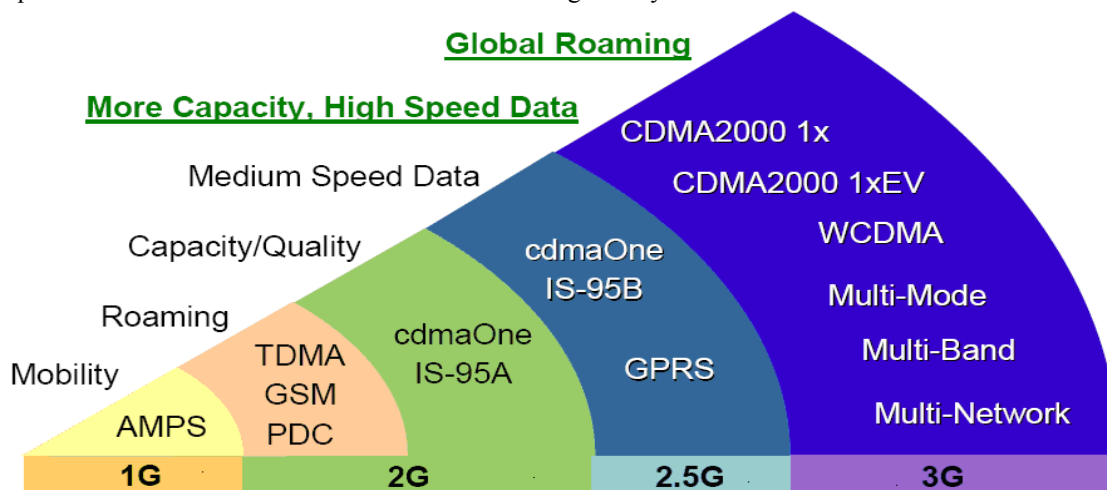 Global Roaming
More Capacity, High Speed Data
Medium Speed Data
Capacity/Quality
Roaming
Mobility
AMPS
TDMA
GSM
PDC
cdmaOne
IS-95A
cdmaOne
IS-95B
GPRS
CDMA2000 1x
CDMA2000 1xEV
WCDMA
Multi-Mode
Multi-Band
Multi-Network
1G
2G
2.5G
3G